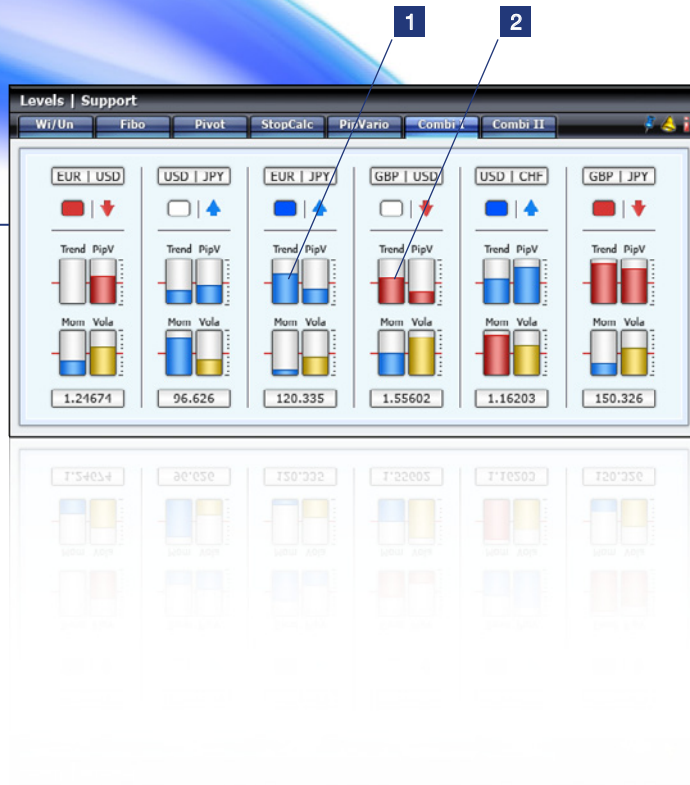 1 2
Levels | Support
Wi/Un Fibo Pivot StopCalc PipVario Combi I Combi II
EUR | USD USD | JPY EUR | JPY GBP | USD USD | CHF GBP | JPY
Trend PipV Trend PipV Trend PipV Trend PipV Trend PipV Trend PipV
Mom Vola Mom Vola Mom Vola Mom Vola Mom Vola Mom Vola
1.24674 96.626 120.335 1.55602 1.16203 150.326